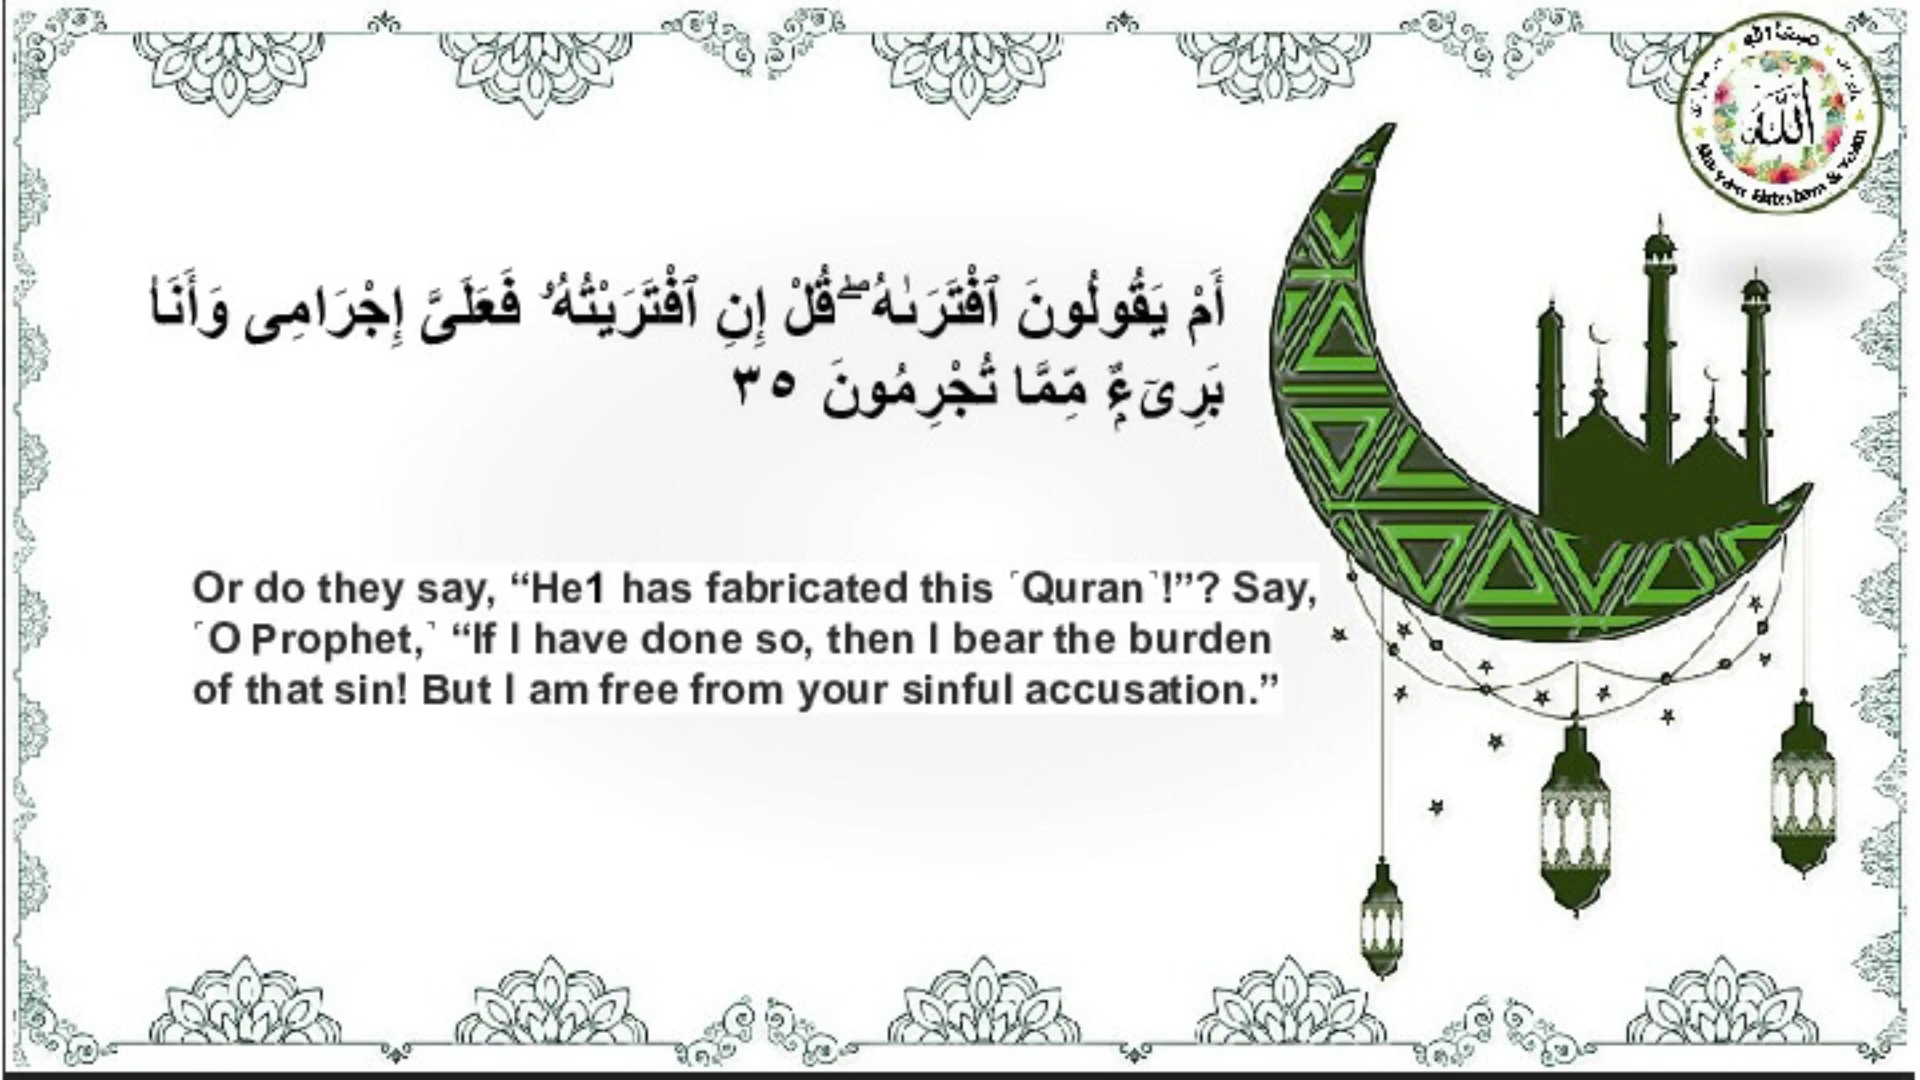 أَمْ يَقُولُونَ ٱفْتَرَىٰهُ ۖ قُلْ إِنِ ٱفْتَرَيْتُهُۥ فَعَلَىَّ إِجْرَامِى وَأَنَا۠
بَرِىٓءٌۭ مِّمَّا تُجْرِمُونَ ٣٥
Or do they say, “He1 has fabricated this ˹Quran˺!”? Say,
˹O Prophet,˺ “If I have done so, then I bear the burden
of that sin! But I am free from your sinful accusation.”
الله